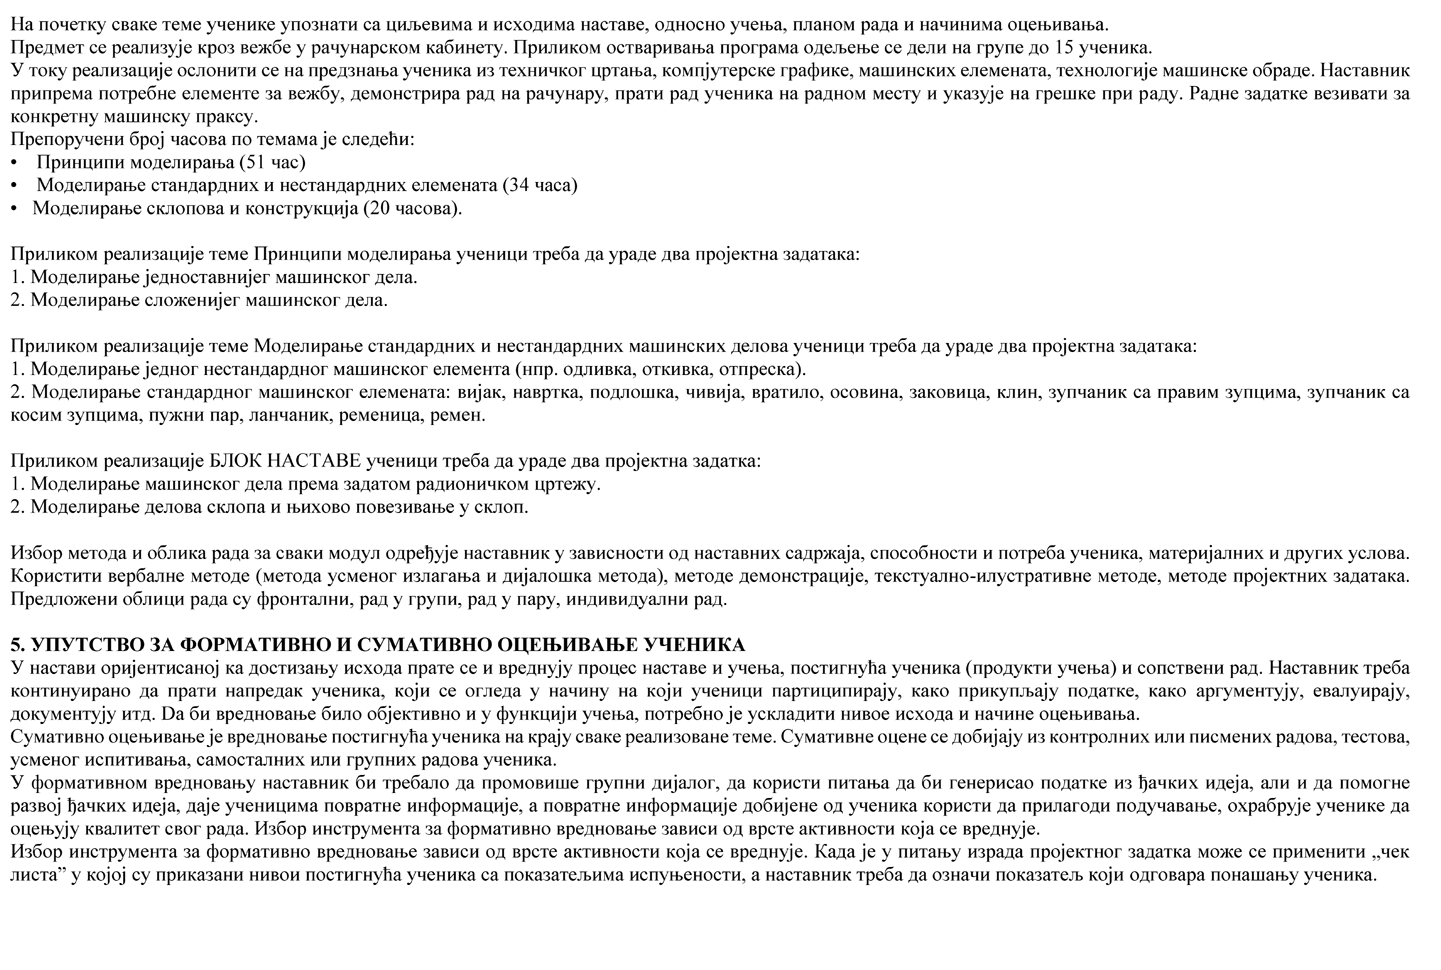 На почетку сваке теме ученике упознати са циљевима и исходима наставе, односно учења, планом рада и начинима оцењивања.
Предмет се реализује кроз вежбе у рачунарском кабинету. Приликом остваривања програма одељење се дели на групе до 15 ученика.
У току реализације ослонити се на предзнања ученика из техничког цртања, компјутерске графике, машинских елемената, технологије машинске обраде. Наставник
припрема потребне елементе за вежбу, демонстрира рад на рачунару, прати рад ученика на радном месту и указује на грешке при раду. Радне задатке везивати за
конкретну машинску праксу.
Препоручени број часова по темама је следећи:
• Принципи моделирања (51 час)
• Моделирање стандардних и нестандардних елемената (34 часа)
• Моделирање склопова и конструкција (20 часова).
Приликом реализације теме Принципи моделирања ученици треба да ураде два пројектна задатака:
1. Моделирање једноставнијег машинског дела.
2. Моделирање сложенијег машинског дела.
Приликом реализације теме Моделирање стандардних и нестандардних машинских делова ученици треба да ураде два пројектна задатака:
1. Моделирање једног нестандардног машинског елемента (нпр. одливка, откивка, отпреска).
2. Моделирање стандардног машинског елемената: вијак, навртка, подлошка, чивија, вратило, осовина, заковица, клин, зупчаник са правим зупцима, зупчаник са
косим зупцима, пужни пар, ланчаник, ременица, ремен.
Приликом реализације БЛОК НАСТАВЕ ученици треба да ураде два пројектна задатка:
1. Моделирање машинског дела према задатом радионичком цртежу.
2. Моделирање делова склопа и њихово повезивање у склоп.
Избор метода и облика рада за сваки модул одређује наставник у зависности од наставних садржаја, способности и потреба ученика, материјалних и других услова.
Користити вербалне методе (метода усменог излагања и дијалошка метода), методе демонстрације, текстуално-илустративне методе, методе пројектних задатака.
Предложени облици рада су фронтални, рад у групи, рад у пару, индивидуални рад.
5. УПУТСТВО ЗА ФОРМАТИВНО И СУМАТИВНО ОЦЕЊИВАЊЕ УЧЕНИКА
У настави оријентисаној ка достизању исхода прате се и вреднују процес наставе и учења, постигнућа ученика (продукти учења) и сопствени рад. Наставник треба
континуирано да прати напредак ученика, који се огледа у начину на који ученици партиципирају, како прикупљају податке, како аргументују, евалуирају,
документују итд. Dа би вредновање било објективно и у функцији учења, потребно је ускладити нивое исхода и начине оцењивања.
Сумативно оцењивање је вредновање постигнућа ученика на крају сваке реализоване теме. Сумативне оцене се добијају из контролних или писмених радова, тестова,
усменог испитивања, самосталних или групних радова ученика.
У формативном вредновању наставник би требало да промовише групни дијалог, да користи питања да би генерисао податке из ђачких идеја, али и да помогне
развој ђачких идеја, даје ученицима повратне информације, а повратне информације добијене од ученика користи да прилагоди подучавање, охрабрује ученике да
оцењују квалитет свог рада. Избор инструмента за формативно вредновање зависи од врсте активности која се вреднује.
Избор инструмента за формативно вредновање зависи од врсте активности која се вреднује. Када је у питању израда пројектног задатка може се применити „чек
листа” у којој су приказани нивои постигнућа ученика са показатељима испуњености, а наставник треба да означи показатељ који одговара понашању ученика.